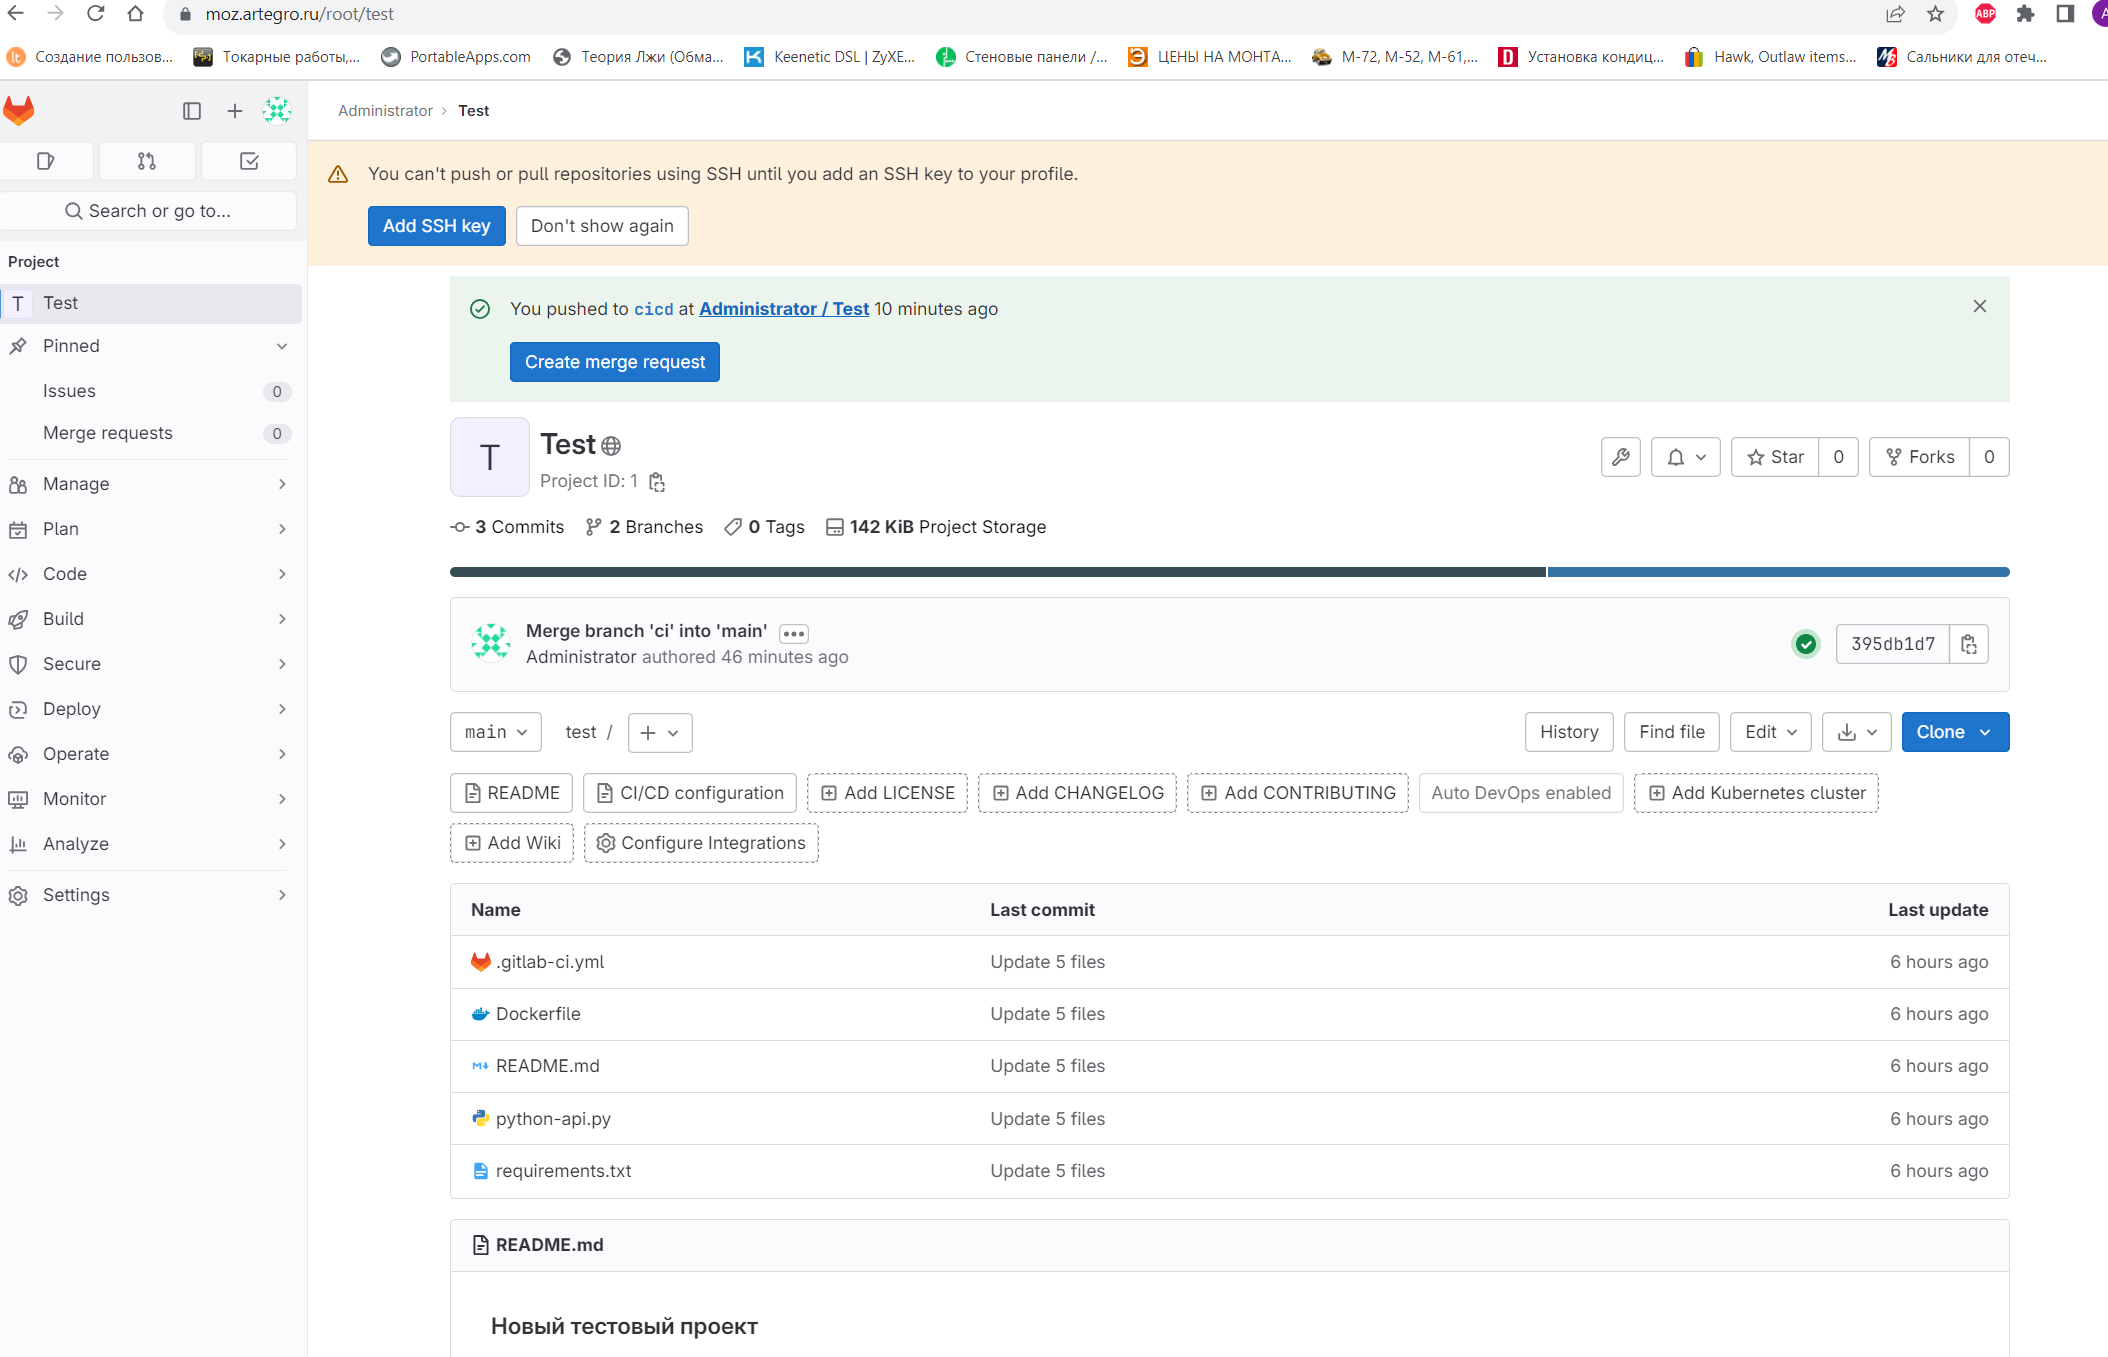 moz.artegro.ru/root/test
ABP
A
Создание пользов...
Токарные работы,...
PortableApps.com
Теория Лжи (Обма...
Keenetic DSL | ZyXE...
Стеновые панели /...
ЦЕНЫ НА МОНТА...
М-72, М-52, М-61,...
Установка кондиц...
Hawk, Outlaw items...
Сальники для отеч...
Administrator
Test
Search or go to...
You can't push or pull repositories using SSH until you add an SSH key to your profile.
Add SSH key
Don't show again
Project
T
Test
Pinned
Issues
0
Merge requests
0
Manage
Plan
Code
Build
Secure
Deploy
Operate
Monitor
Analyze
Settings
You pushed to cicd at Administrator / Test 10 minutes ago
Create merge request
T
Test
Project ID: 1
Star
0
Forks
0
3 Commits
2 Branches
0 Tags
142 KiB Project Storage
Merge branch 'ci' into 'main'
Administrator authored 46 minutes ago
395db1d7
main
test /
History
Find file
Edit
Clone
README
CI/CD configuration
Add LICENSE
Add CHANGELOG
Add CONTRIBUTING
Auto DevOps enabled
Add Kubernetes cluster
Add Wiki
Configure Integrations
Name
Last commit
Last update
.gitlab-ci.yml
Update 5 files
6 hours ago
Dockerfile
Update 5 files
6 hours ago
README.md
Update 5 files
6 hours ago
python-api.py
Update 5 files
6 hours ago
requirements.txt
Update 5 files
6 hours ago
README.md
Новый тестовый проект